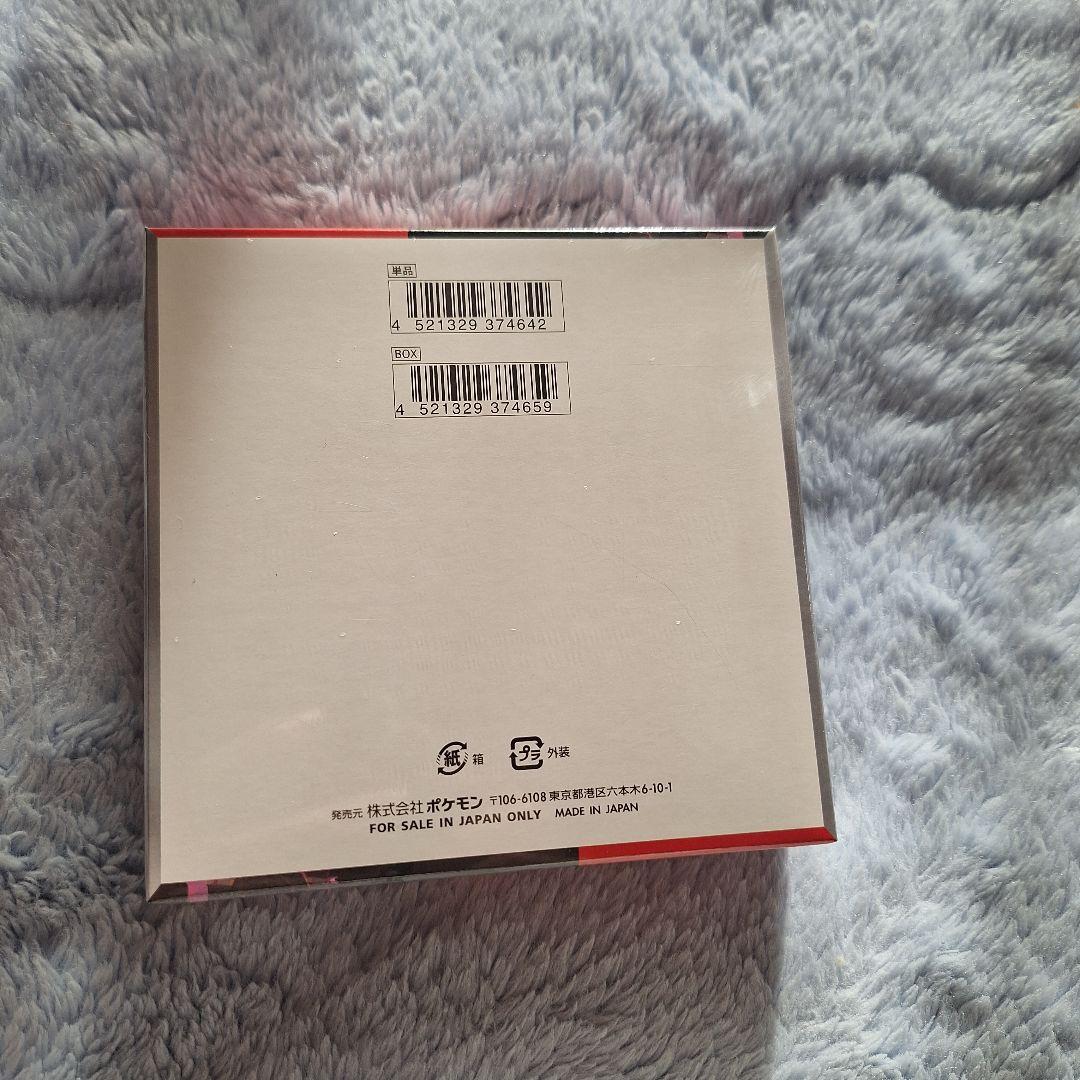 単品
4 521329 374642
BOX
4 521329 374659
紙 箱 プラ 外装
発売元 株式会社ポケモン 〒106-6108 東京都港区六本木6-10-1
FOR SALE IN JAPAN ONLY MADE IN JAPAN